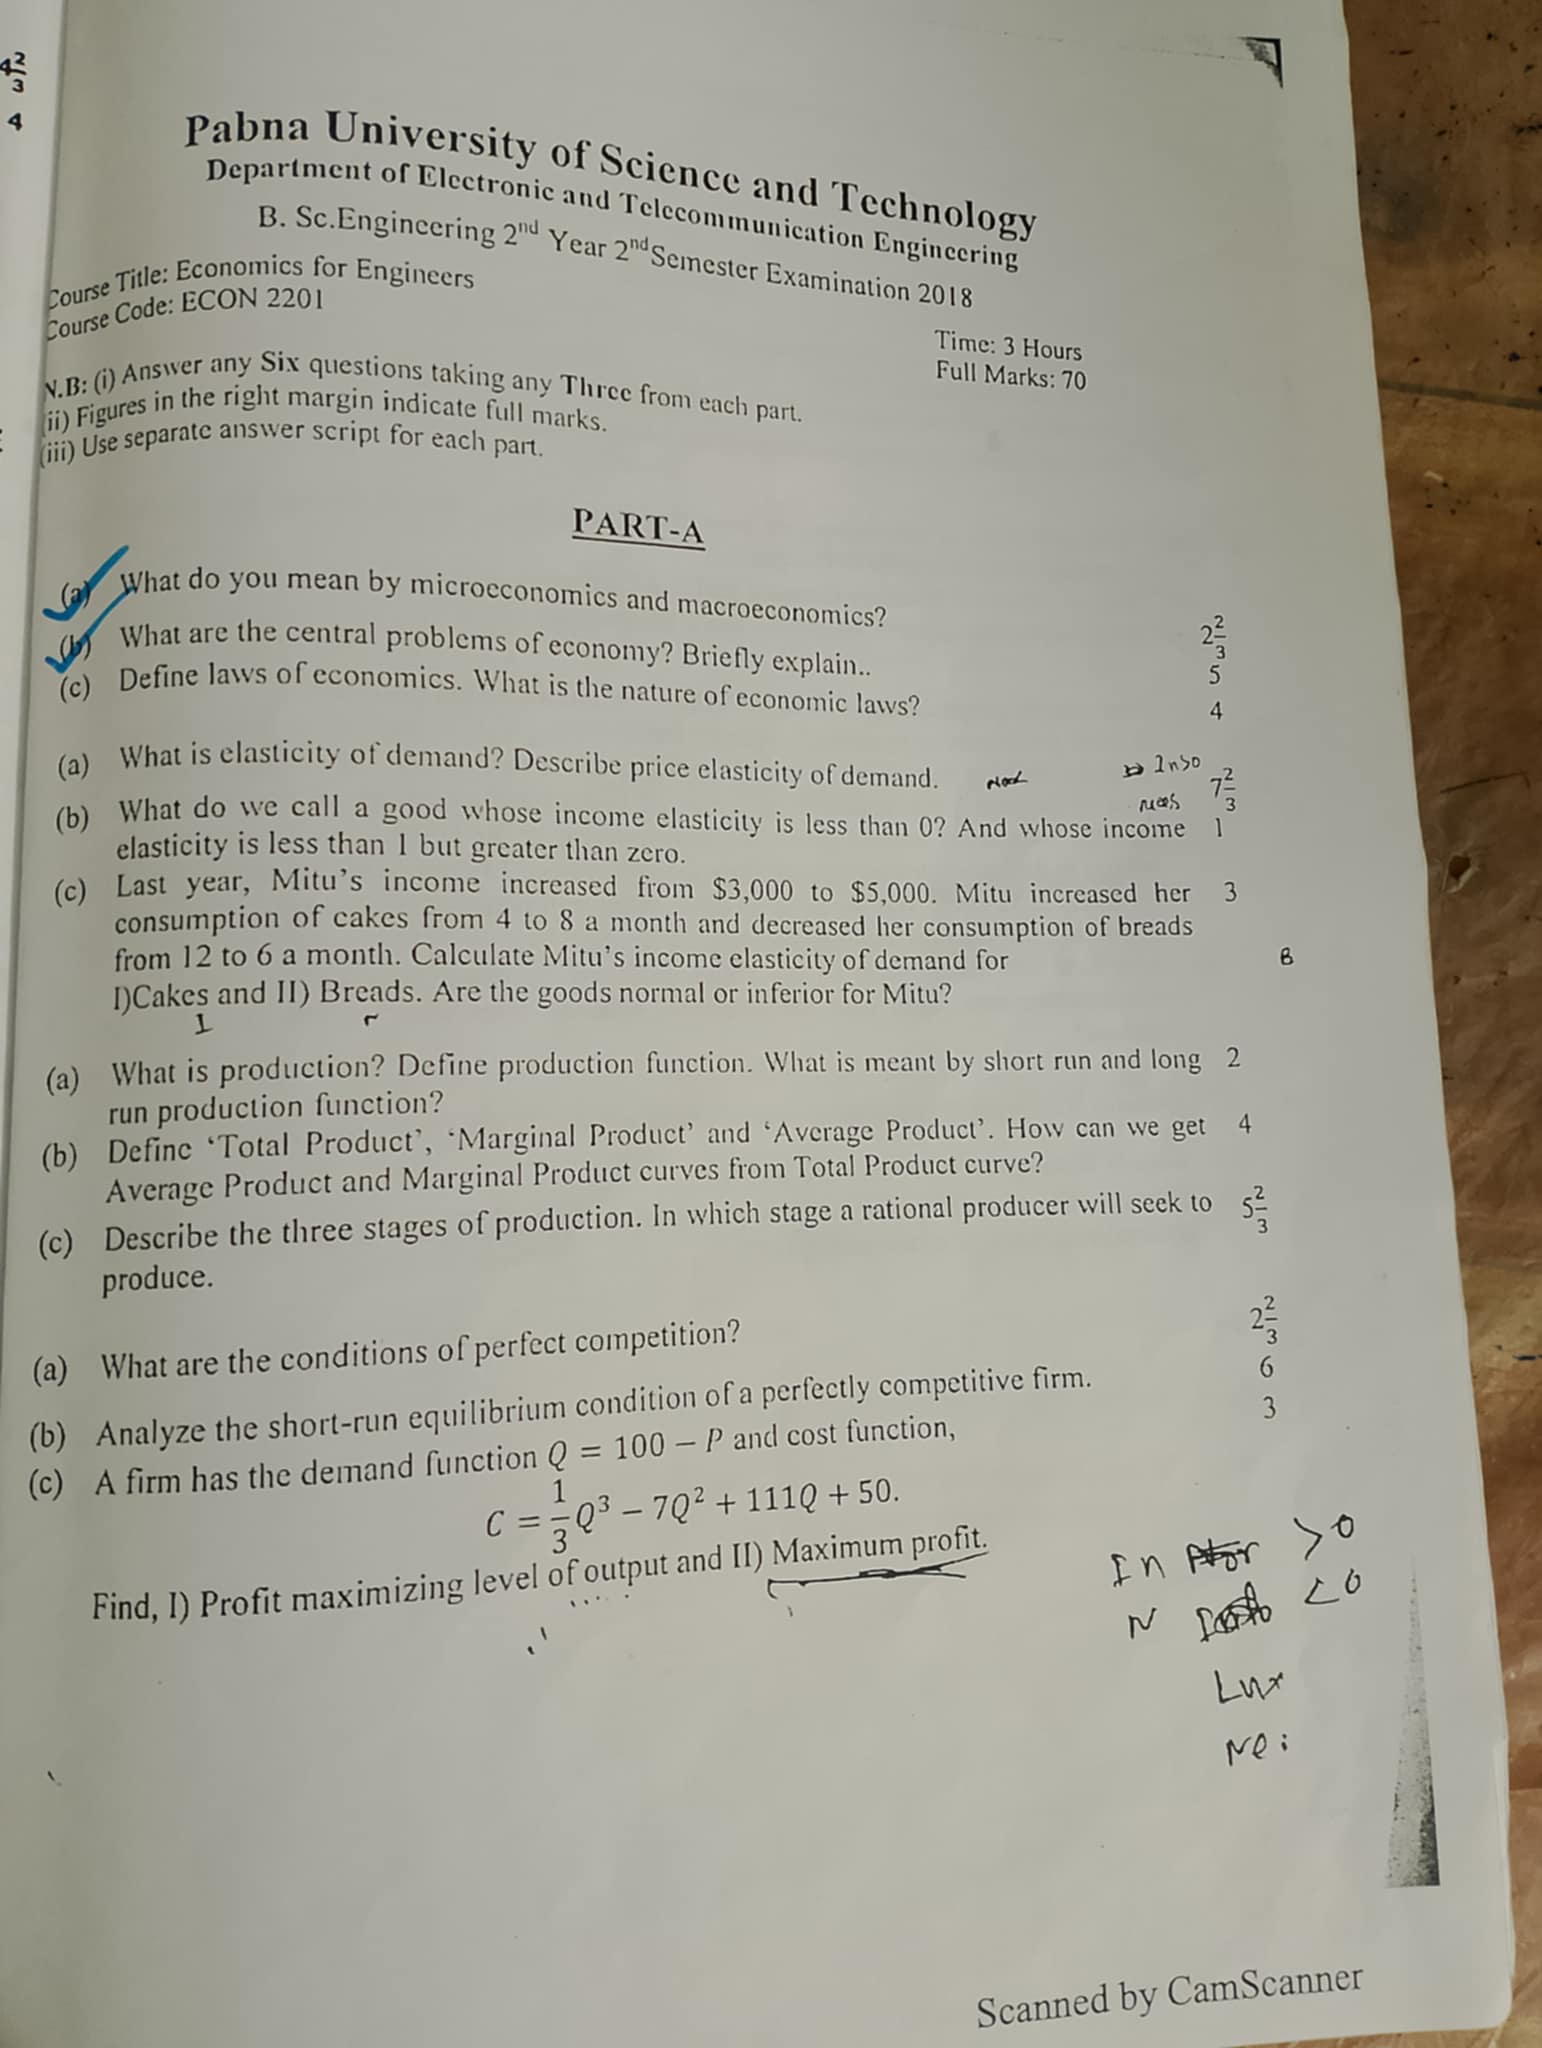 4 2/3
4
Pabna University of Science and Technology
Department of Electronic and Telecommunication Engineering
B. Sc.Engineering 2nd Year 2nd Semester Examination 2018
Course Title: Economics for Engineers
Course Code: ECON 2201
Time: 3 Hours
Full Marks: 70
N.B: (i) Answer any Six questions taking any Three from each part.
(ii) Figures in the right margin indicate full marks.
(iii) Use separate answer script for each part.
PART-A
(a) What do you mean by microeconomics and macroeconomics? 2 2/3
(b) What are the central problems of economy? Briefly explain.. 5
(c) Define laws of economics. What is the nature of economic laws? 4
(a) What is elasticity of demand? Describe price elasticity of demand. 7 2/3
(b) What do we call a good whose income elasticity is less than 0? And whose income 1
elasticity is less than 1 but greater than zero.
(c) Last year, Mitu's income increased from $3,000 to $5,000. Mitu increased her 3
consumption of cakes from 4 to 8 a month and decreased her consumption of breads
from 12 to 6 a month. Calculate Mitu's income elasticity of demand for
B
I)Cakes and II) Breads. Are the goods normal or inferior for Mitu?
I r
(a) What is production? Define production function. What is meant by short run and long 2
run production function?
(b) Define 'Total Product', 'Marginal Product' and 'Average Product'. How can we get 4
Average Product and Marginal Product curves from Total Product curve?
(c) Describe the three stages of production. In which stage a rational producer will seek to 5 2/3
produce.
(a) What are the conditions of perfect competition? 2 2/3
(b) Analyze the short-run equilibrium condition of a perfectly competitive firm. 6
(c) A firm has the demand function Q = 100 – P and cost function, 3
C = 1/3 Q³ – 7Q² + 111Q + 50.
Find, I) Profit maximizing level of output and II) Maximum profit.
In >0
N <0
Lux
Ne
Scanned by CamScanner